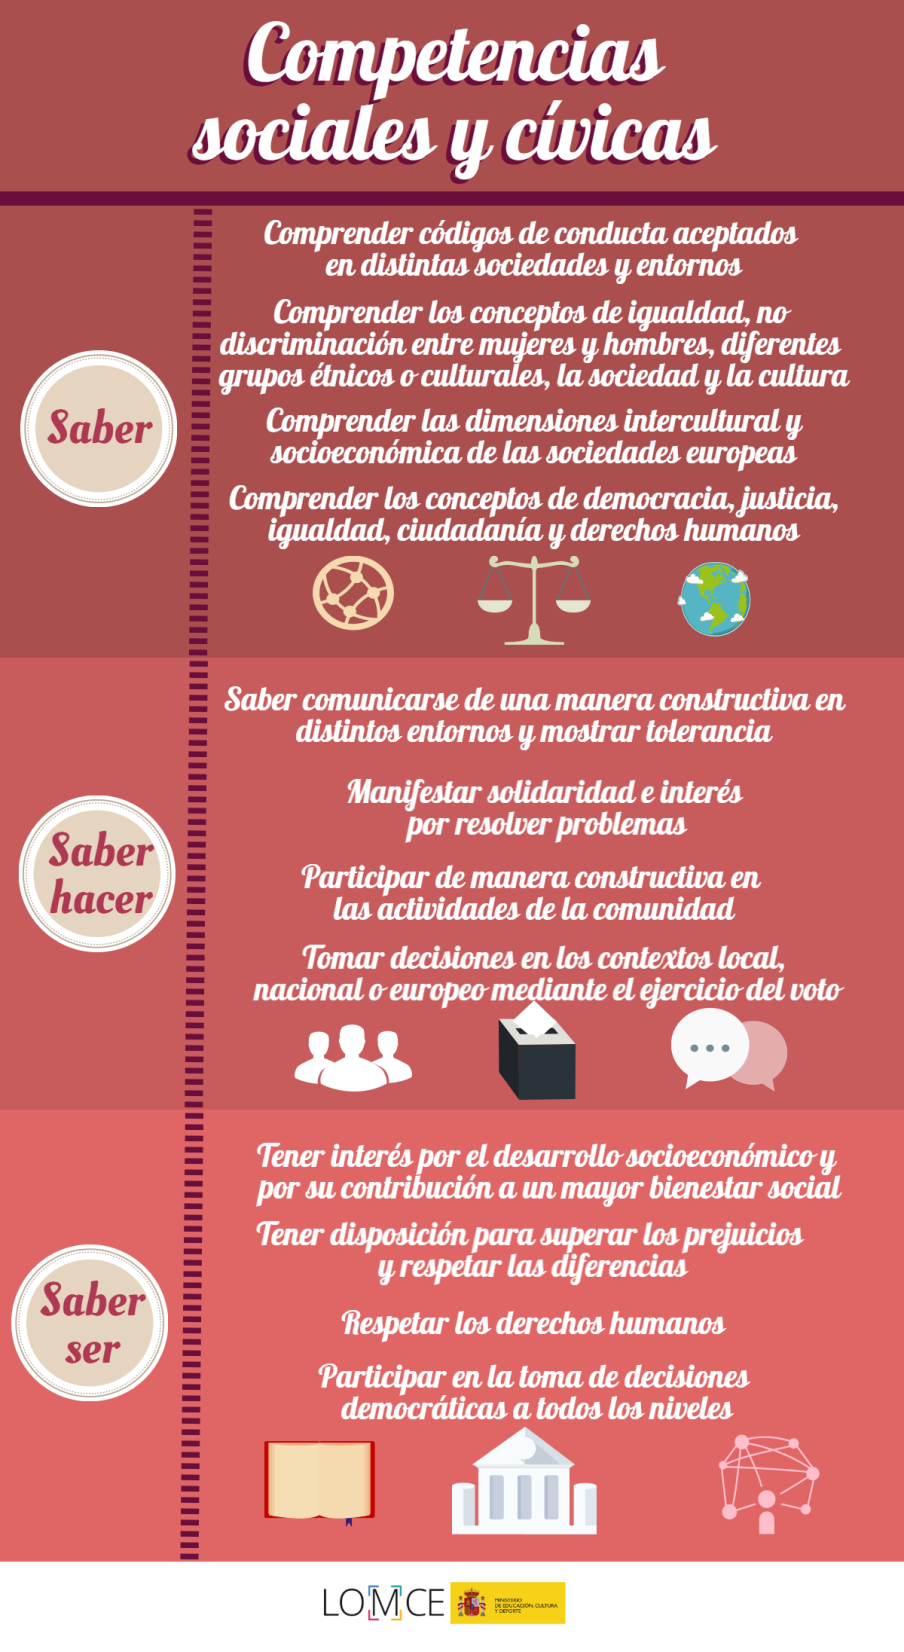 Competencias
sociales y cívicas
Comprender códigos de conducta aceptados
en distintas sociedades y entornos
Comprender los conceptos de igualdad, no
discriminación entre mujeres y hombres, diferentes
grupos étnicos o culturales, la sociedad y la cultura
Saber
Comprender las dimensiones intercultural y
socioeconómica de las sociedades europeas
Comprender los conceptos de democracia, justicia,
igualdad, ciudadanía y derechos humanos
Saber comunicarse de una manera constructiva en
distintos entornos y mostrar tolerancia
Manifestar solidaridad e interés
por resolver problemas
Saber
hacer
Participar de manera constructiva en
las actividades de la comunidad
Tomar decisiones en los contextos local,
nacional o europeo mediante el ejercicio del voto
Tener interés por el desarrollo socioeconómico y
por su contribución a un mayor bienestar social
Tener disposición para superar los prejuicios
y respetar las diferencias
Saber
ser
Respetar los derechos humanos
Participar en la toma de decisiones
democráticas a todos los niveles
LOMCE
MINISTERIO
DE EDUCACIÓN, CULTURA
Y DEPORTE